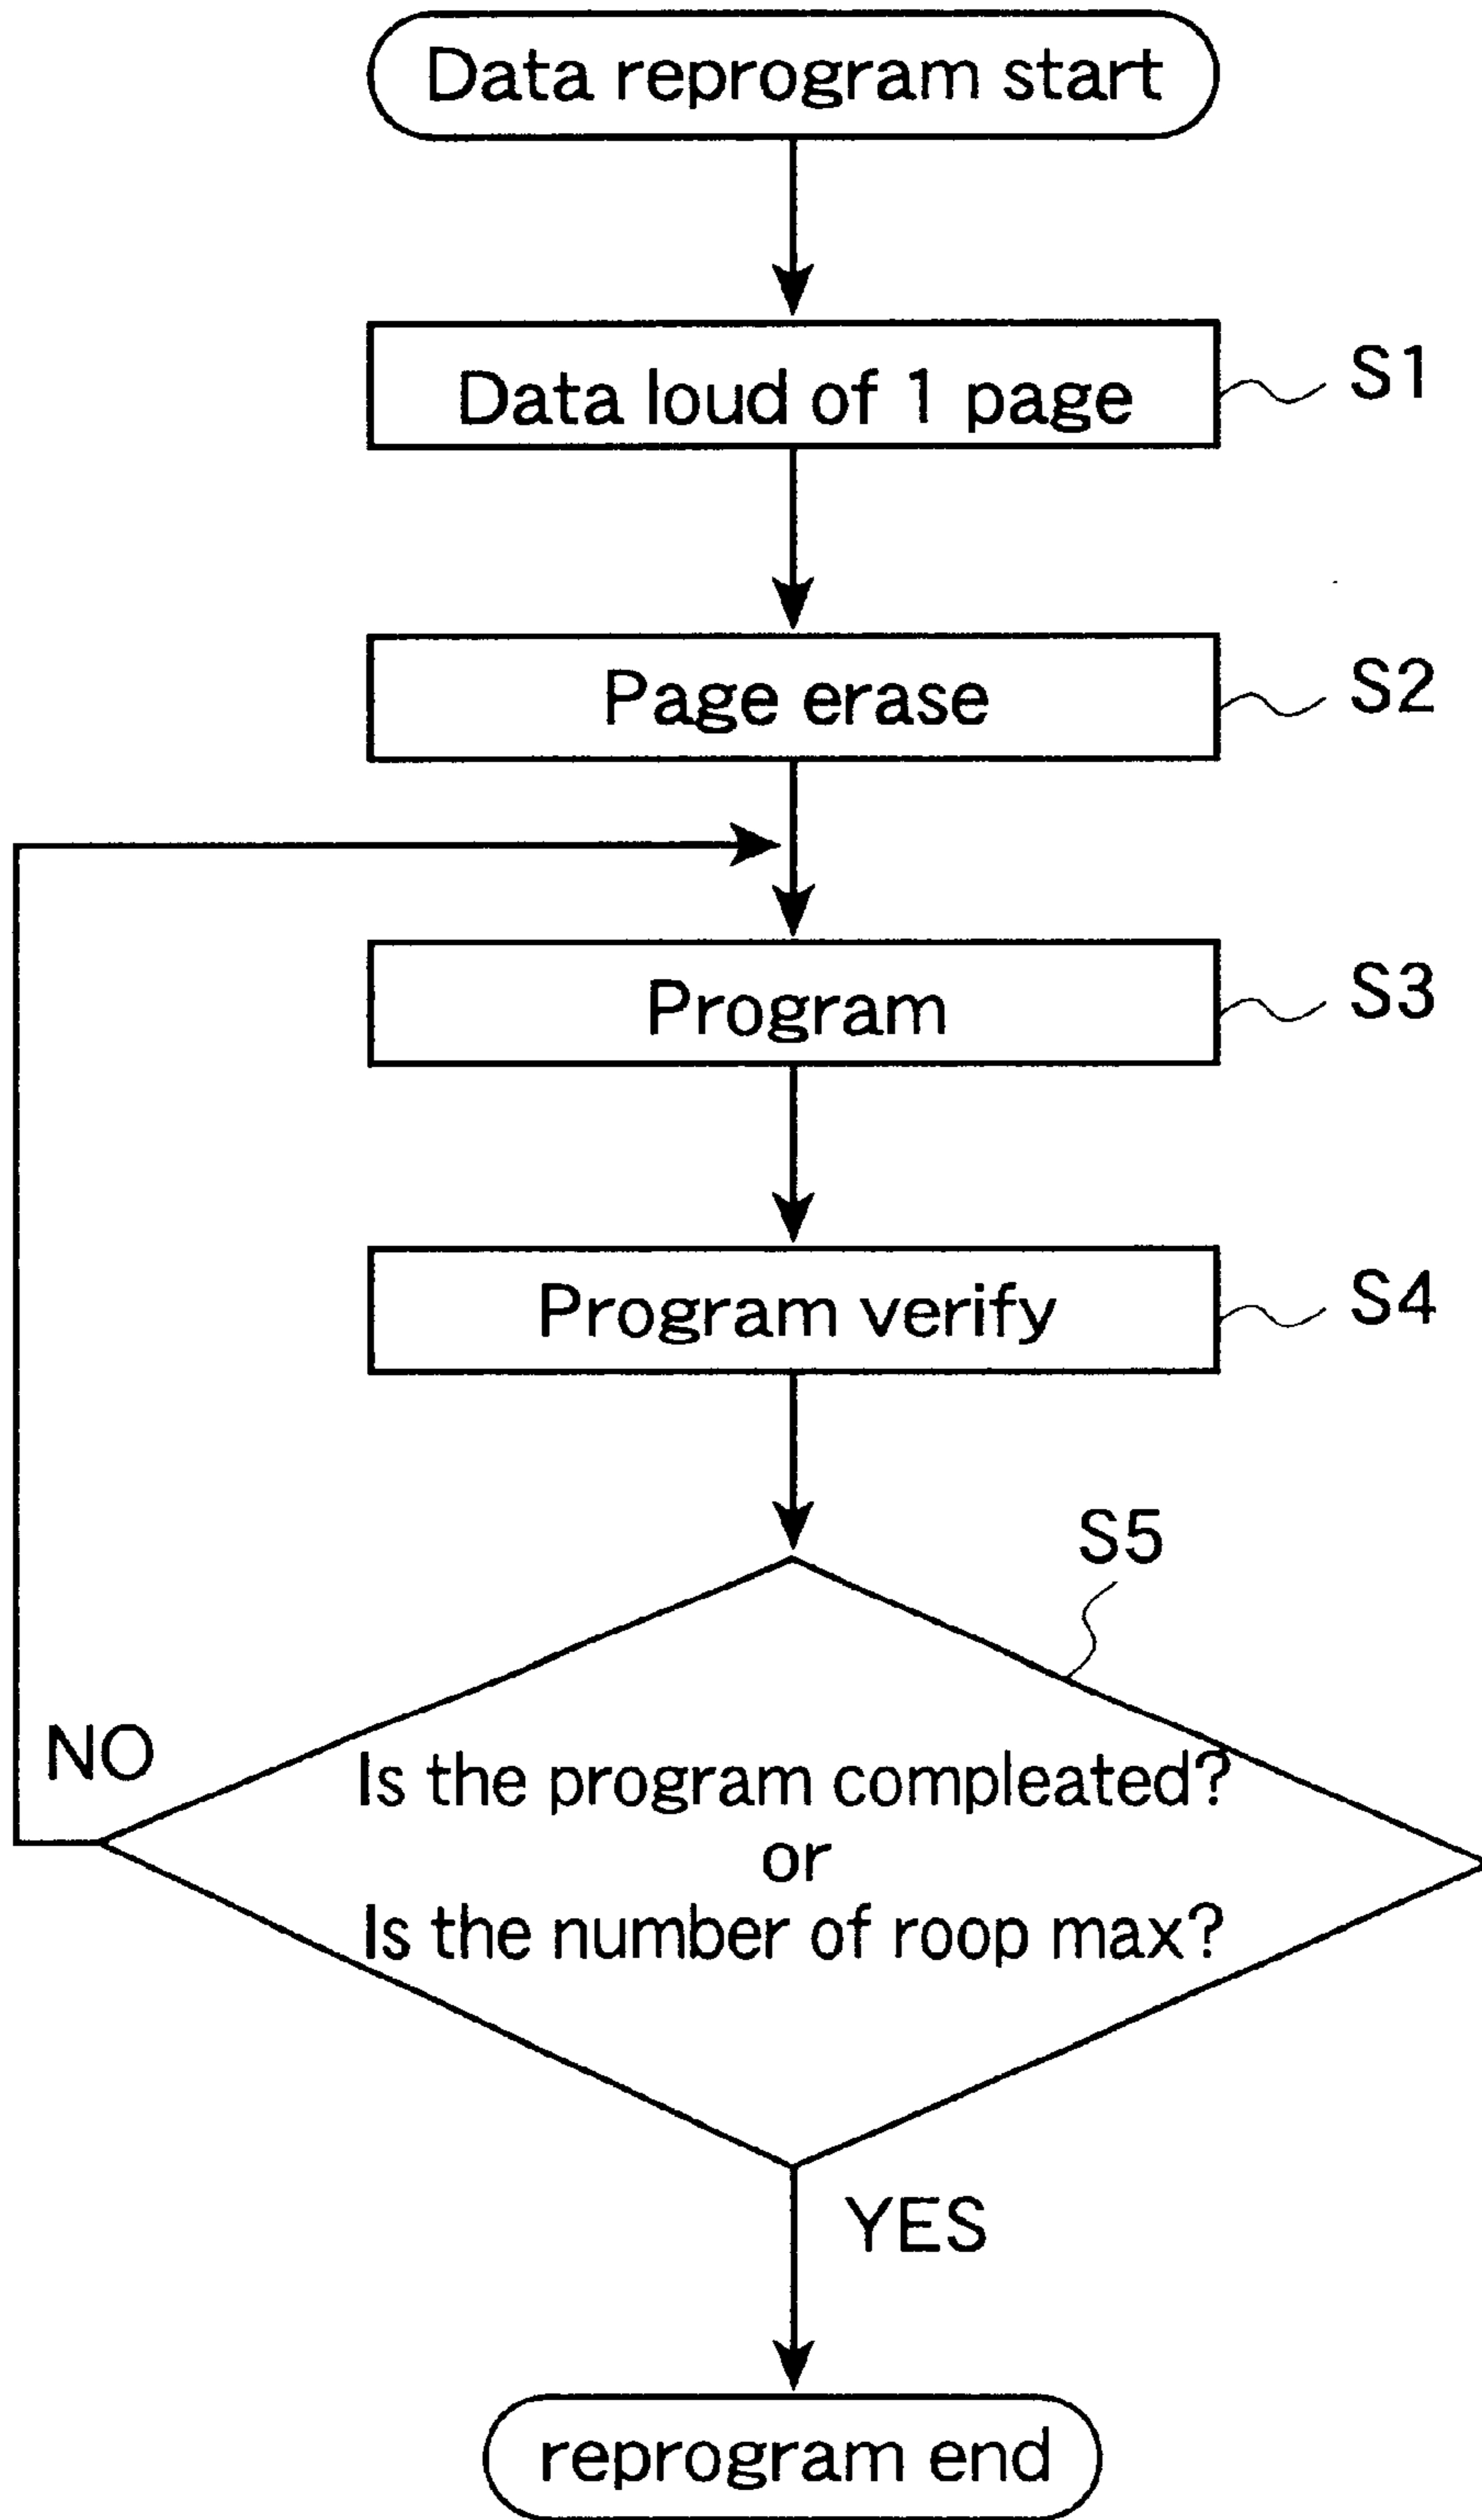 Data reprogram start
Data loud of 1 page
S1
Page erase
S2
Program
S3
Program verify
S4
S5
NO
Is the program compleated?
or
Is the number of roop max?
YES
reprogram end